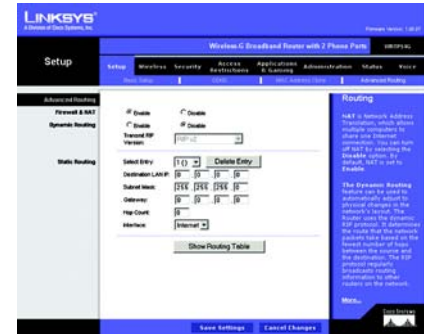 LINKSYS®
A Division of Cisco Systems, Inc.
Firmware Version: 1.00.07
Wireless-G Broadband Router with 2 Phone Ports
WRTP54G
Setup
Setup Wireless Security Access Restrictions Applications & Gaming Administration Status Voice
Basic Setup DDNS MAC Address Clone Advanced Routing
Advanced Routing
Firewall & NAT
Enable Disable
Dynamic Routing
Enable Disable
Transmit RIP Version: RIP v2
Static Routing
Select Entry: 1 () Delete Entry
Destination LAN IP: 0 .0 .0 .0
Subnet Mask: 255 .255 .255 .0
Gateway: 0 .0 .0 .0
Hop Count: 0
Interface: Internet
Show Routing Table
Routing
NAT is Network Address
Translation, which allows
multiple computers to
share one Internet
connection. You can turn
off NAT by selecting the
Disable option. By
default, NAT is set to
Enable.
The Dynamic Routing
feature can be used to
automatically adjust to
physical changes in the
network's layout. The
Router uses the dynamic
RIP protocol. It determines
the route that the network
packets take based on the
fewest number of hops
between the source and
the destination. The RIP
protocol regularly
broadcasts routing
information to other
routers on the network.
More...
Save Settings Cancel Changes
Cisco Systems